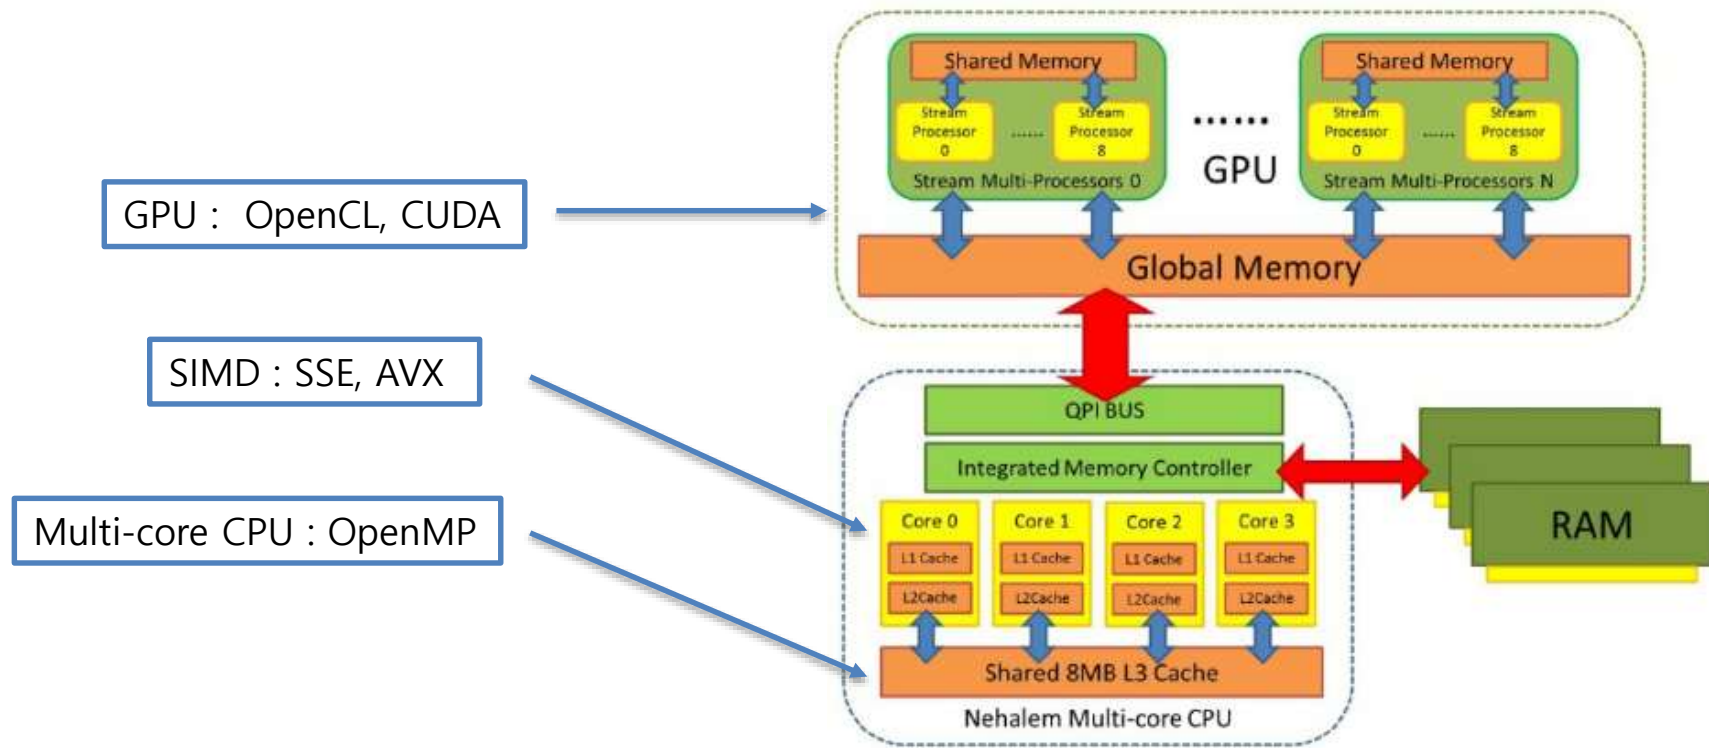 GPU :  OpenCL, CUDA
SIMD : SSE, AVX
Multi-core CPU : OpenMP
Shared Memory
Stream
Processor
0
......
Stream
Processor
8
Stream Multi-Processors 0
......
GPU
Shared Memory
Stream
Processor
0
......
Stream
Processor
8
Stream Multi-Processors N
Global Memory
QPI BUS
Integrated Memory Controller
Core 0
L1 Cache
L2Cache
Core 1
L1 Cache
L2Cache
Core 2
L1 Cache
L2Cache
Core 3
L1 Cache
L2Cache
Shared 8MB L3 Cache
Nehalem Multi-core CPU
RAM